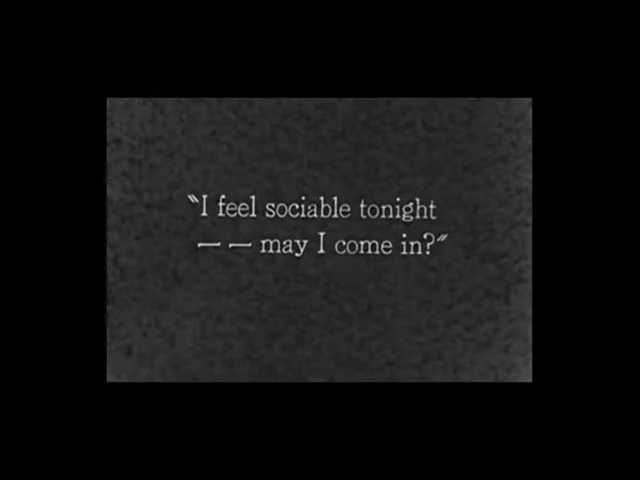 "I feel sociable tonight
— — may I come in?"